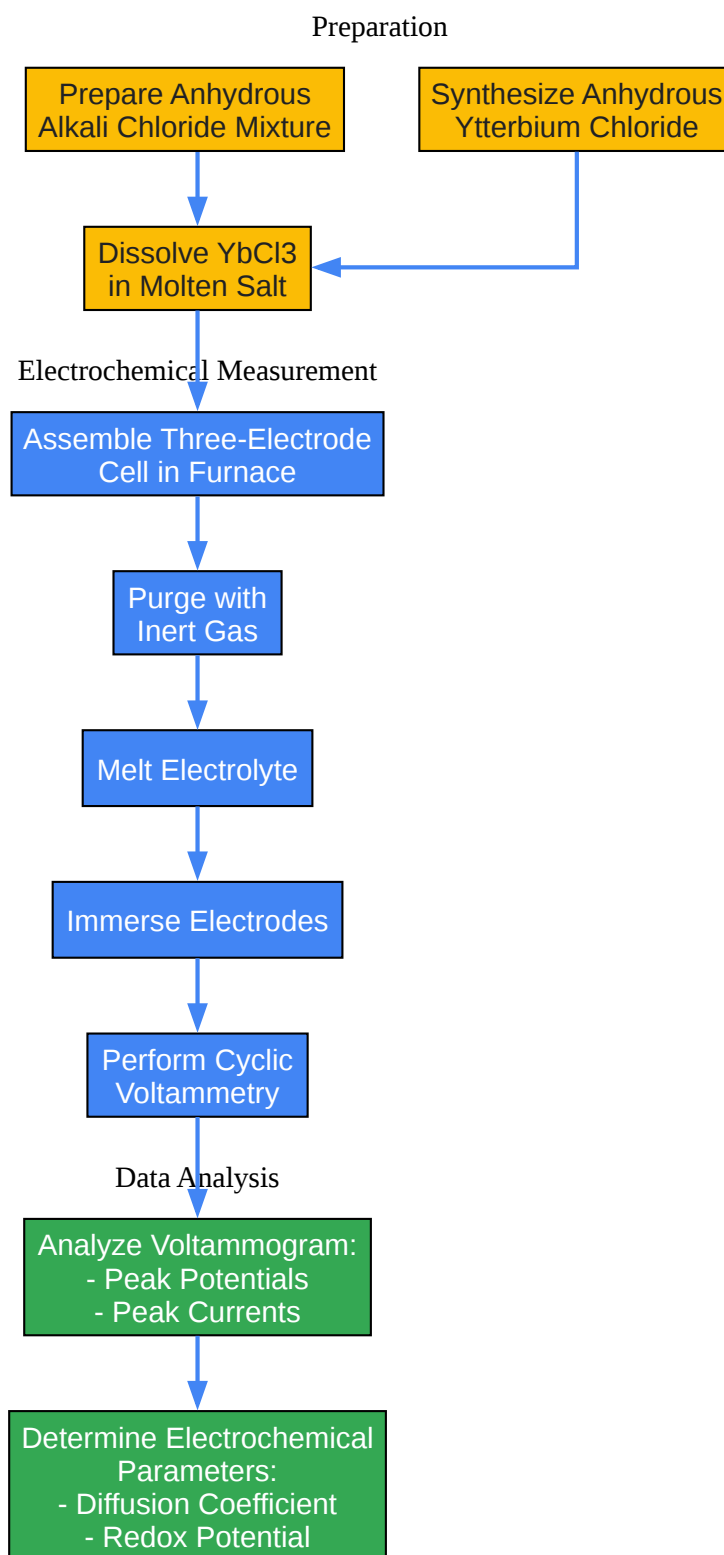 Preparation
Prepare Anhydrous
Alkali Chloride Mixture
Synthesize Anhydrous
Ytterbium Chloride
Dissolve YbCl3
in Molten Salt
Electrochemical Measurement
Assemble Three-Electrode
Cell in Furnace
Purge with
Inert Gas
Melt Electrolyte
Immerse Electrodes
Perform Cyclic
Voltammetry
Data Analysis
Analyze Voltammogram:
- Peak Potentials
- Peak Currents
Determine Electrochemical
Parameters:
- Diffusion Coefficient
- Redox Potential